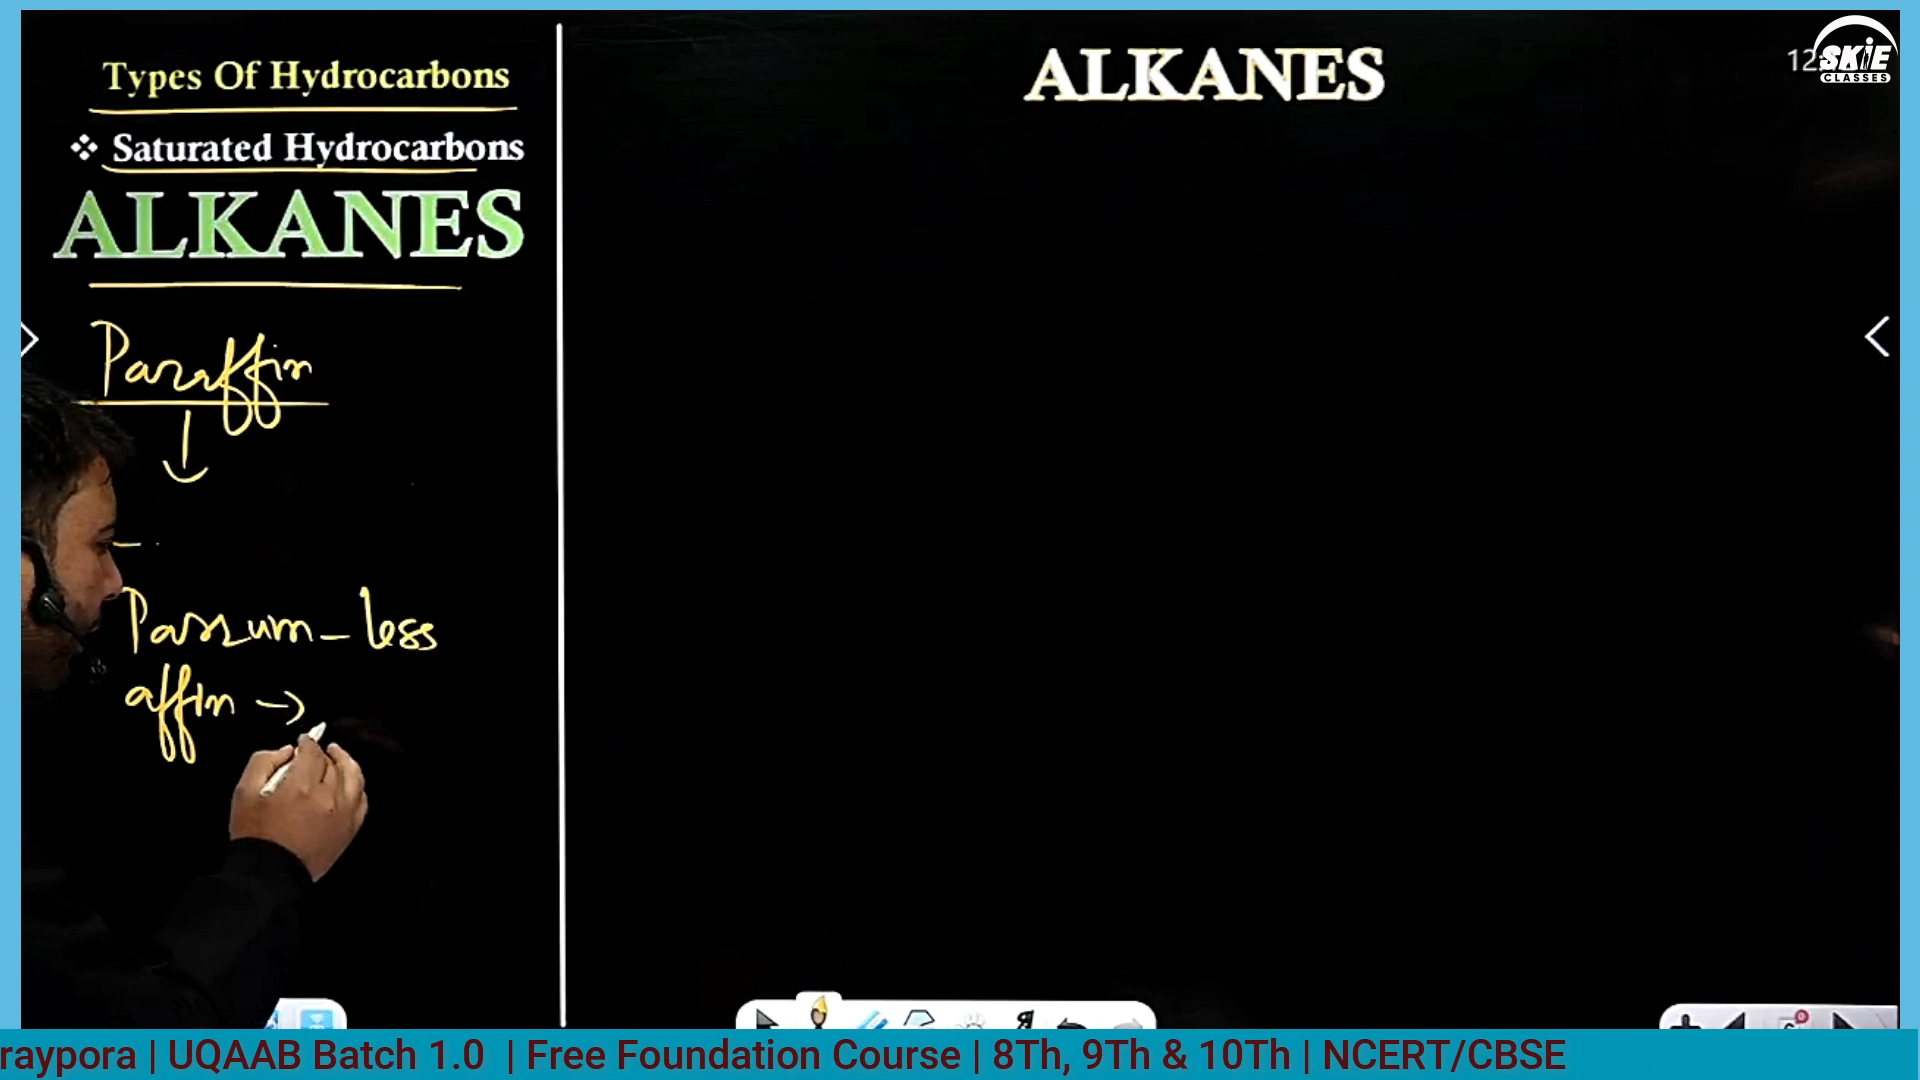 Types Of Hydrocarbons
❖ Saturated Hydrocarbons
ALKANES
Paraffin
Parrum - less
affin →
ALKANES
12
SKiE
CLASSES
raypora | UQAAB Batch 1.0 | Free Foundation Course | 8Th, 9Th & 10Th | NCERT/CBSE